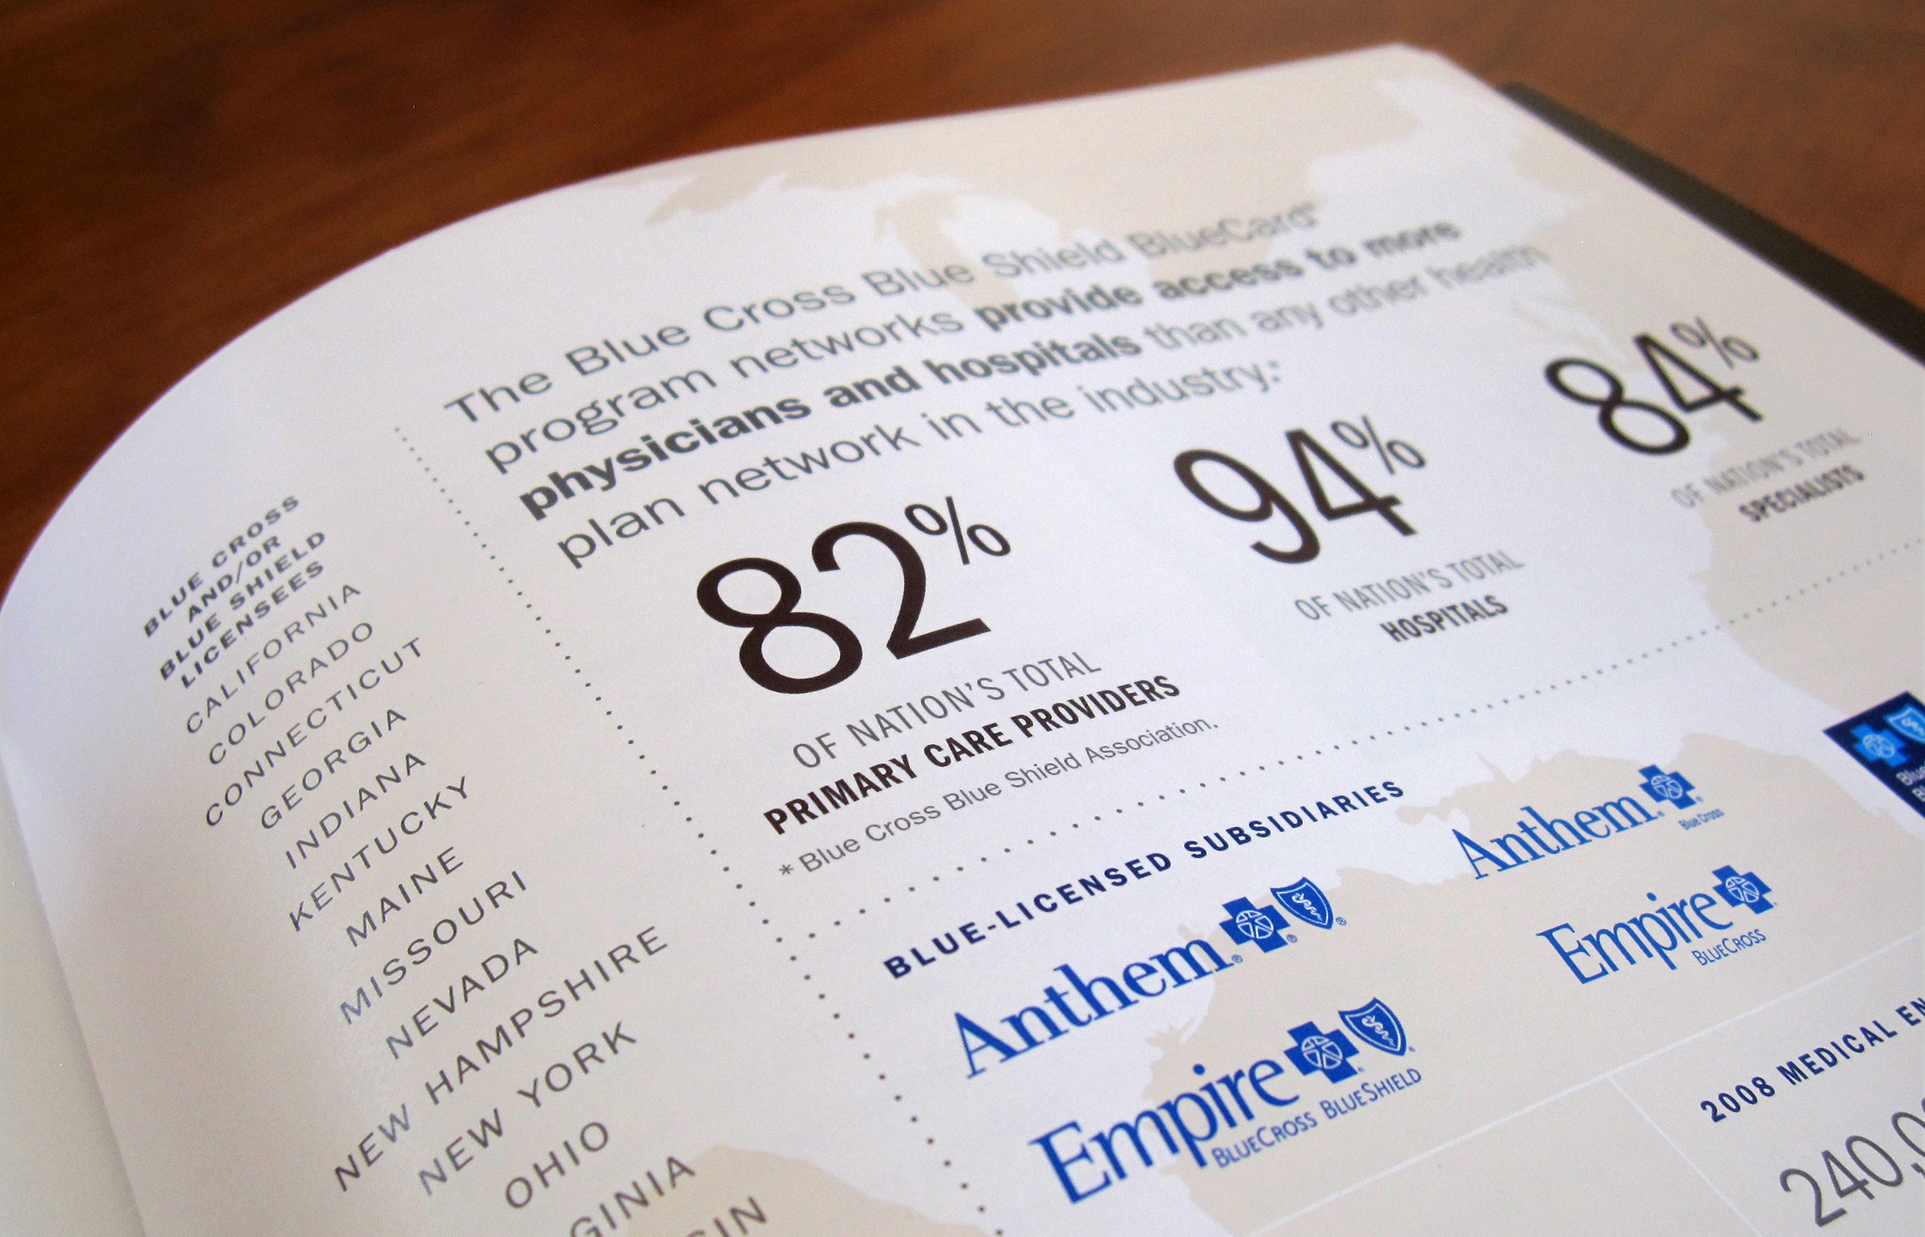 The Blue Cross Blue Shield BlueCard®
program networks provide access to more
physicians and hospitals than any other health
plan network in the industry:*
82%
OF NATION'S TOTAL
PRIMARY CARE PROVIDERS
94%
OF NATION'S TOTAL
HOSPITALS
84%
OF NATION'S TOTAL
SPECIALISTS
* Blue Cross Blue Shield Association.
BLUE CROSS
AND/OR
BLUE SHIELD
LICENSEES
CALIFORNIA
COLORADO
CONNECTICUT
GEORGIA
INDIANA
KENTUCKY
MAINE
MISSOURI
NEVADA
NEW HAMPSHIRE
NEW YORK
OHIO
GINIA
SIN
BLUE-LICENSED SUBSIDIARIES
Anthem
Anthem
Blue Cross
Empire
BLUECROSS BLUESHIELD
Empire
BLUECROSS
2008 MEDICAL EN
240,0